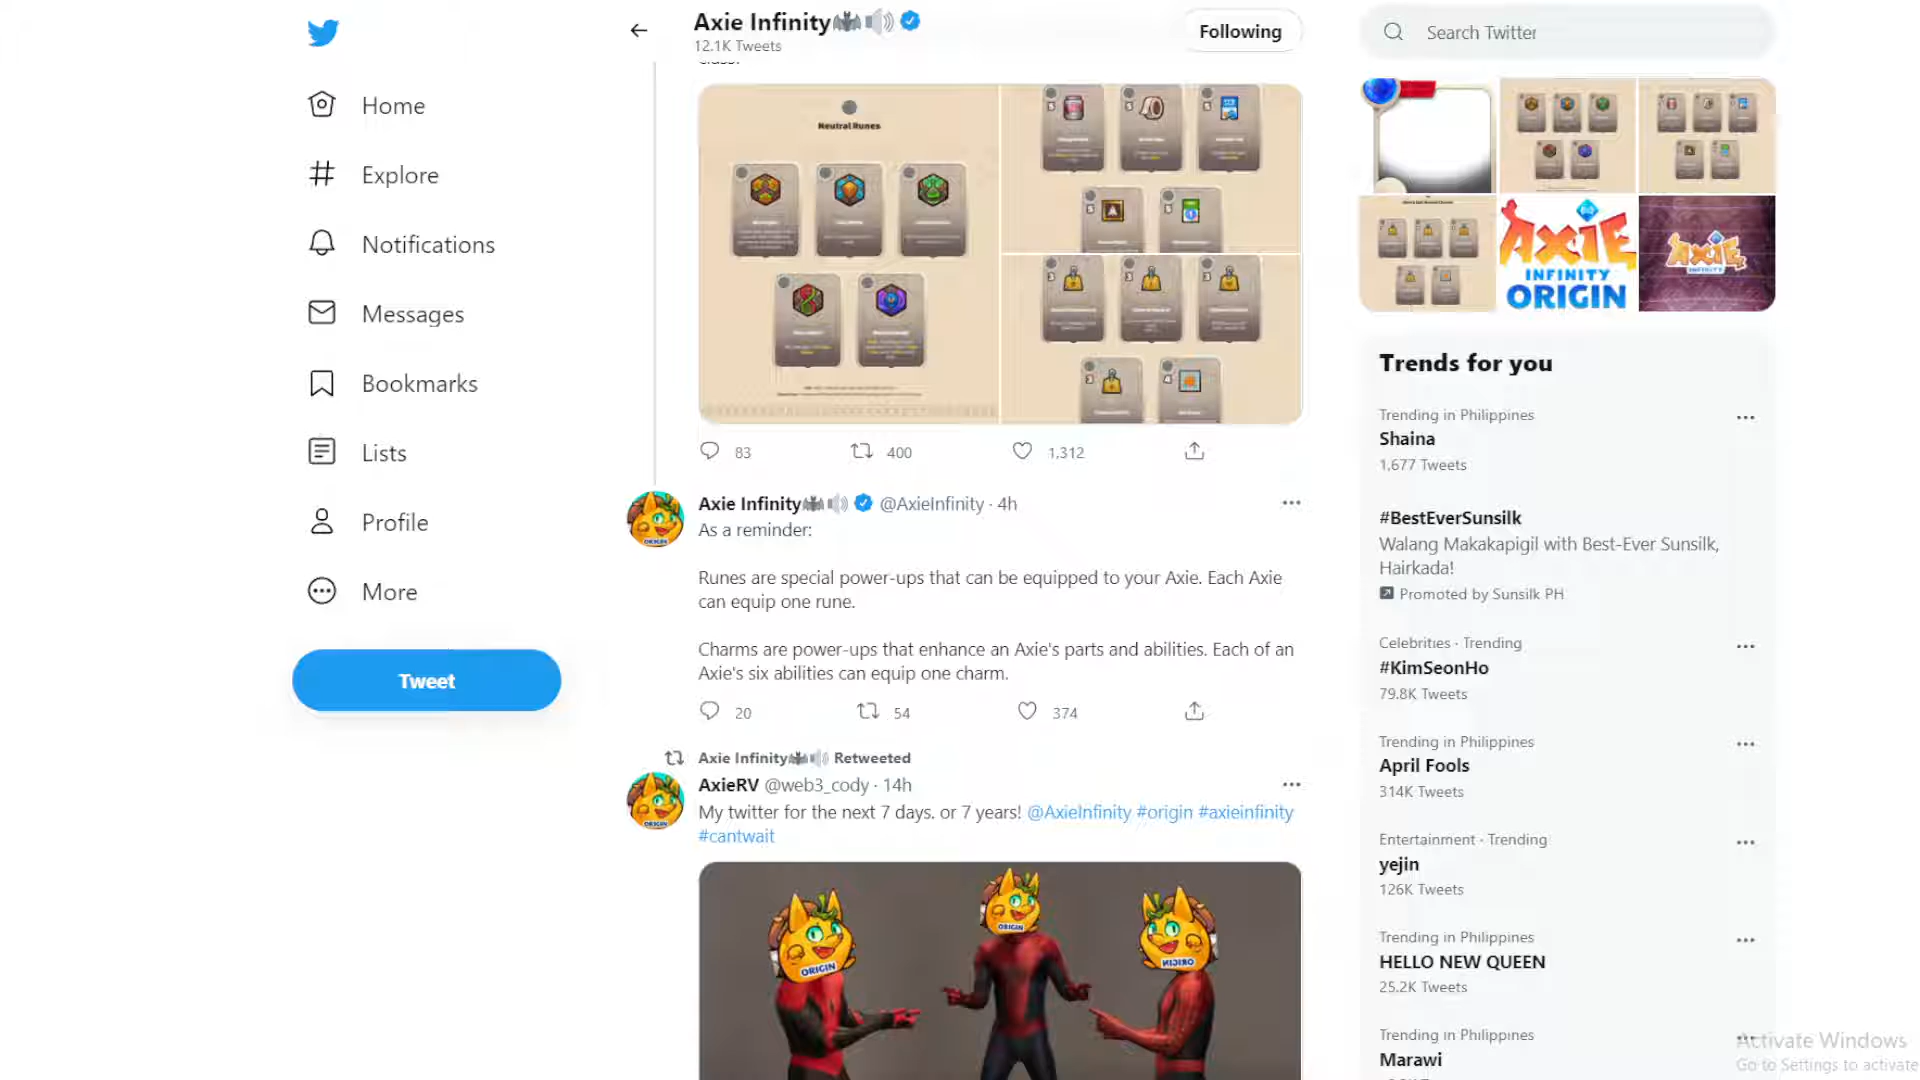 Axie Infinity
12.1K Tweets
Following
Search Twitter
Home
Explore
Notifications
Messages
Bookmarks
Lists
Profile
More
Tweet
Neutral Runes
83
400
1,312
Axie Infinity @AxieInfinity · 4h
As a reminder:
Runes are special power-ups that can be equipped to your Axie. Each Axie
can equip one rune.
Charms are power-ups that enhance an Axie's parts and abilities. Each of an
Axie's six abilities can equip one charm.
20
54
374
Axie Infinity Retweeted
AxieRV @web3_cody · 14h
My twitter for the next 7 days. or 7 years! @AxieInfinity #origin #axieinfinity
#cantwait
ORIGIN
ORIGIN
ORIGIN
AXIE
INFINITY
ORIGIN
AXIE
INFINITY
Trends for you
Trending in Philippines
Shaina
1,677 Tweets
#BestEverSunsilk
Walang Makakapigil with Best-Ever Sunsilk,
Hairkada!
Promoted by Sunsilk PH
Celebrities · Trending
#KimSeonHo
79.8K Tweets
Trending in Philippines
April Fools
314K Tweets
Entertainment · Trending
yejin
126K Tweets
Trending in Philippines
HELLO NEW QUEEN
25.2K Tweets
Trending in Philippines
Marawi
Activate Windows
Go to Settings to activate